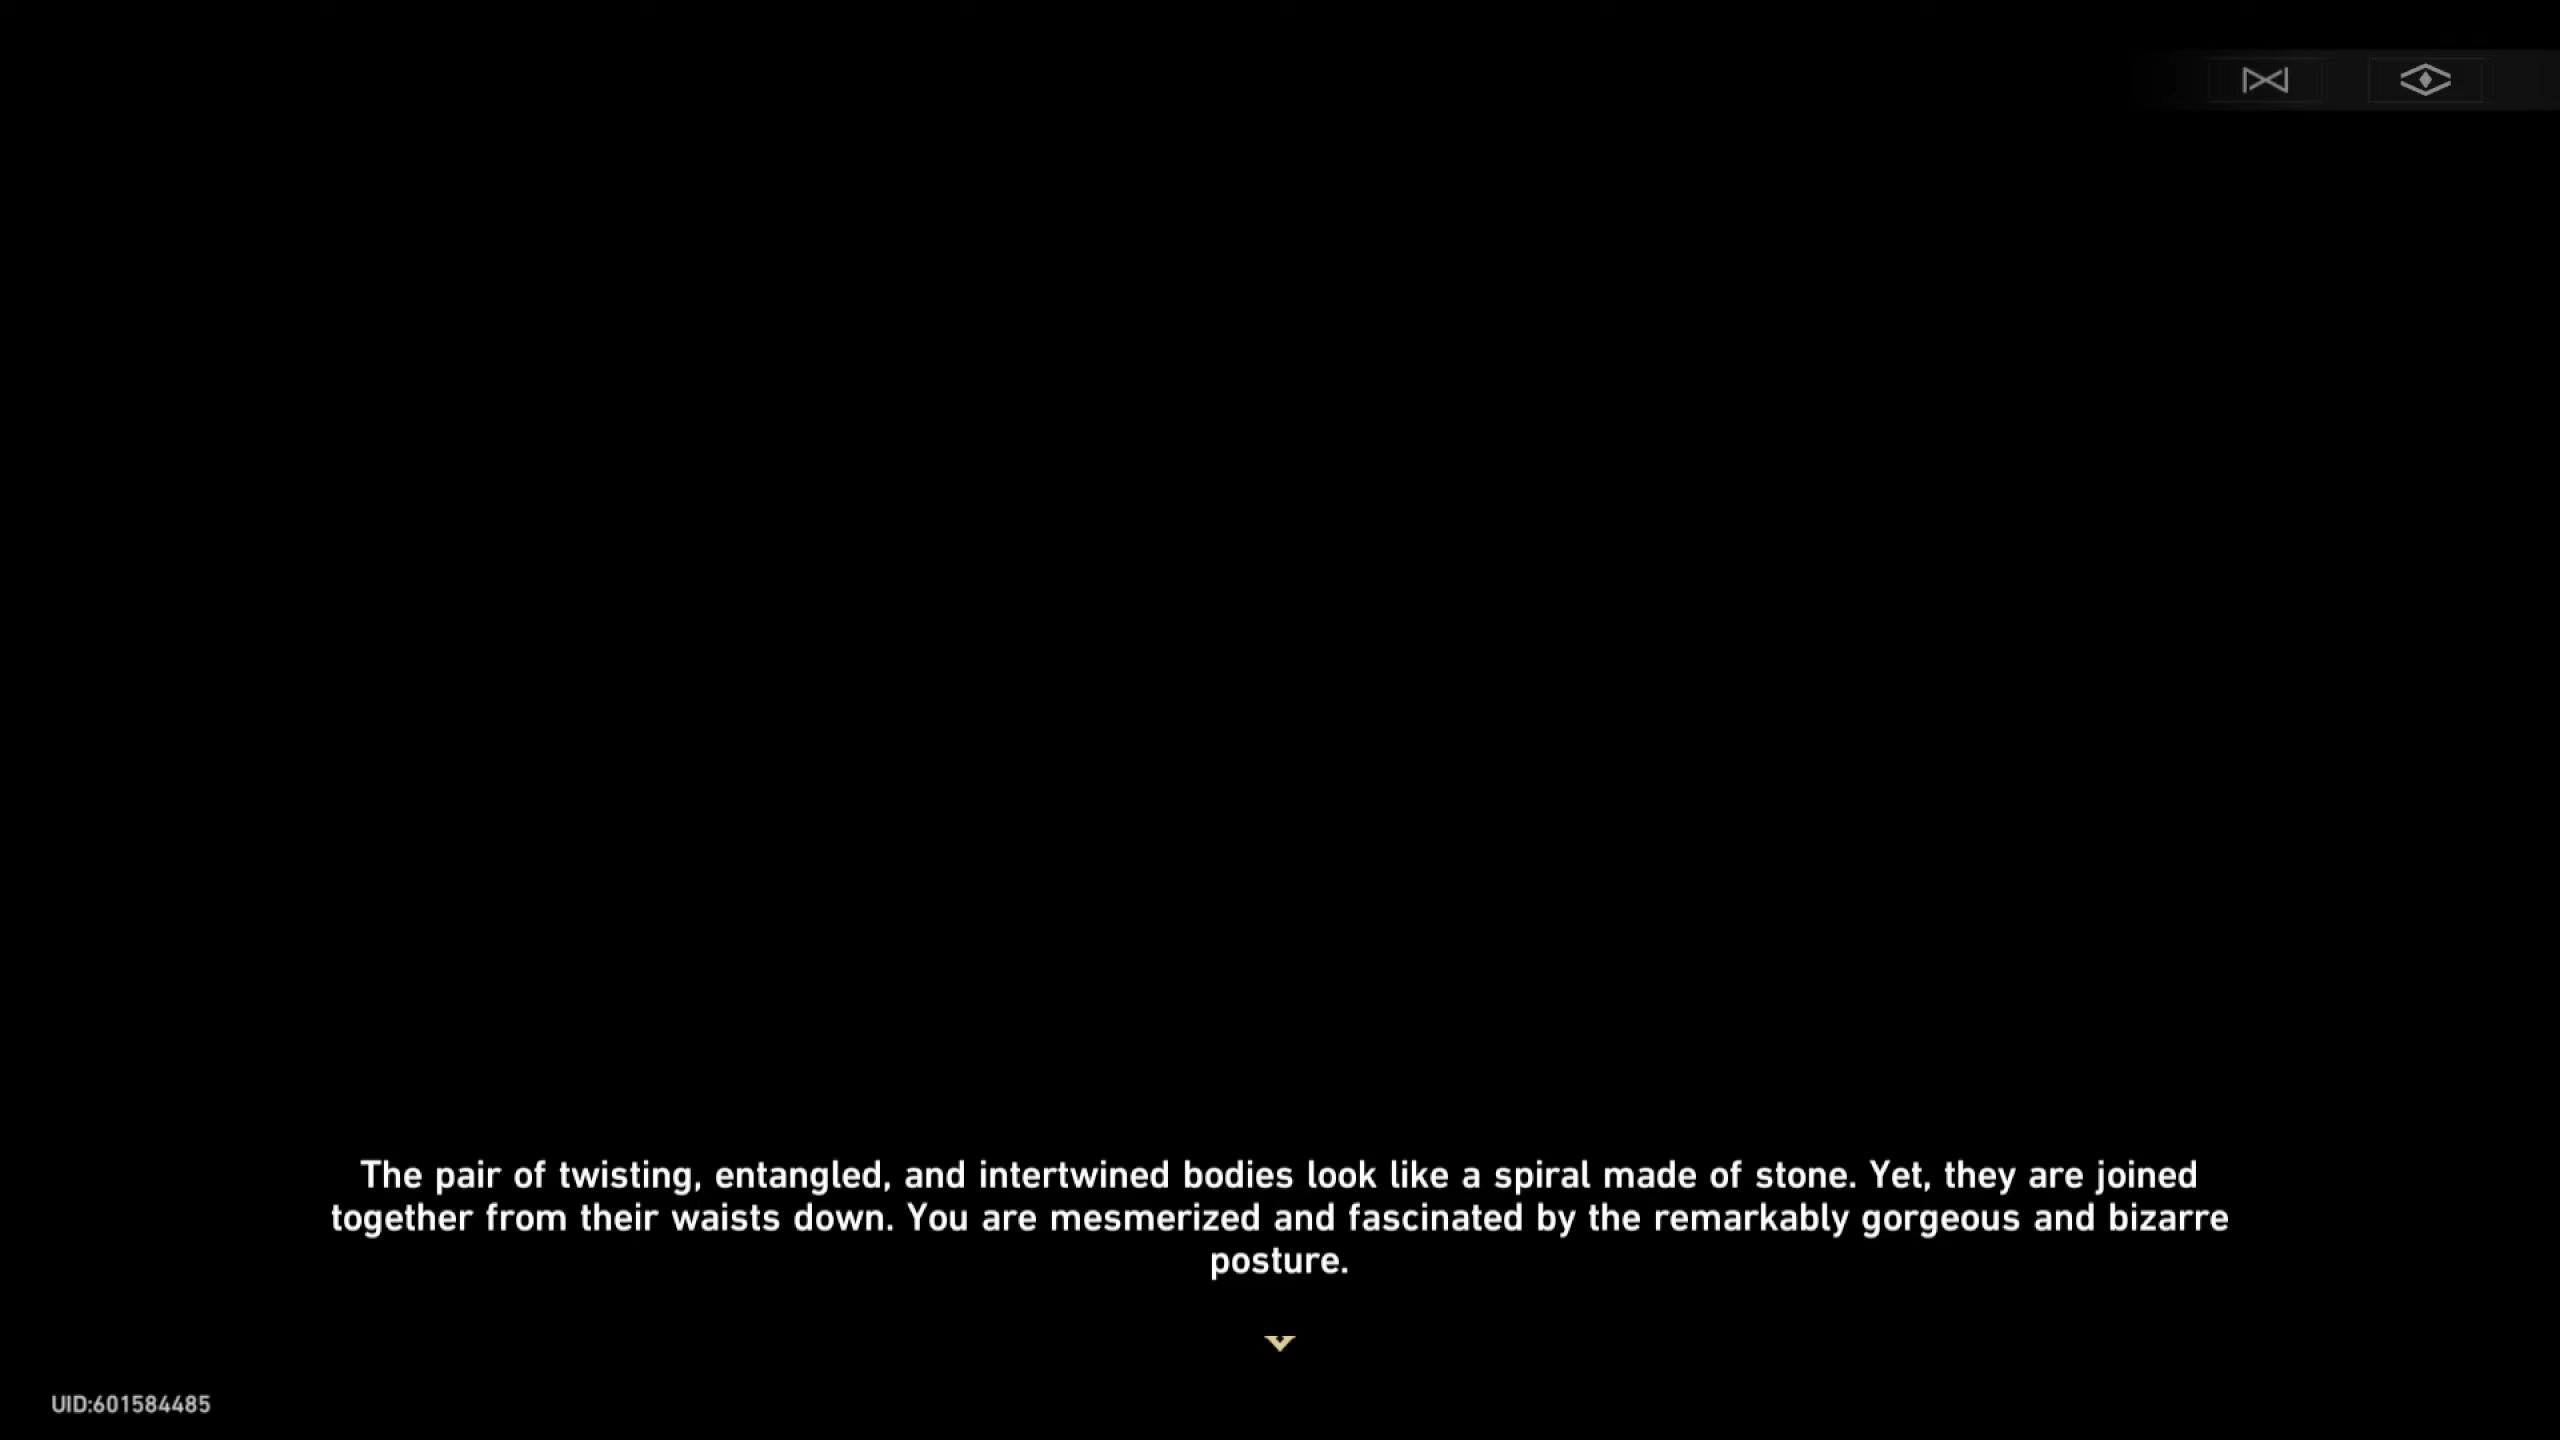 The pair of twisting, entangled, and intertwined bodies look like a spiral made of stone. Yet, they are joined
together from their waists down. You are mesmerized and fascinated by the remarkably gorgeous and bizarre
posture.
UID:601584485